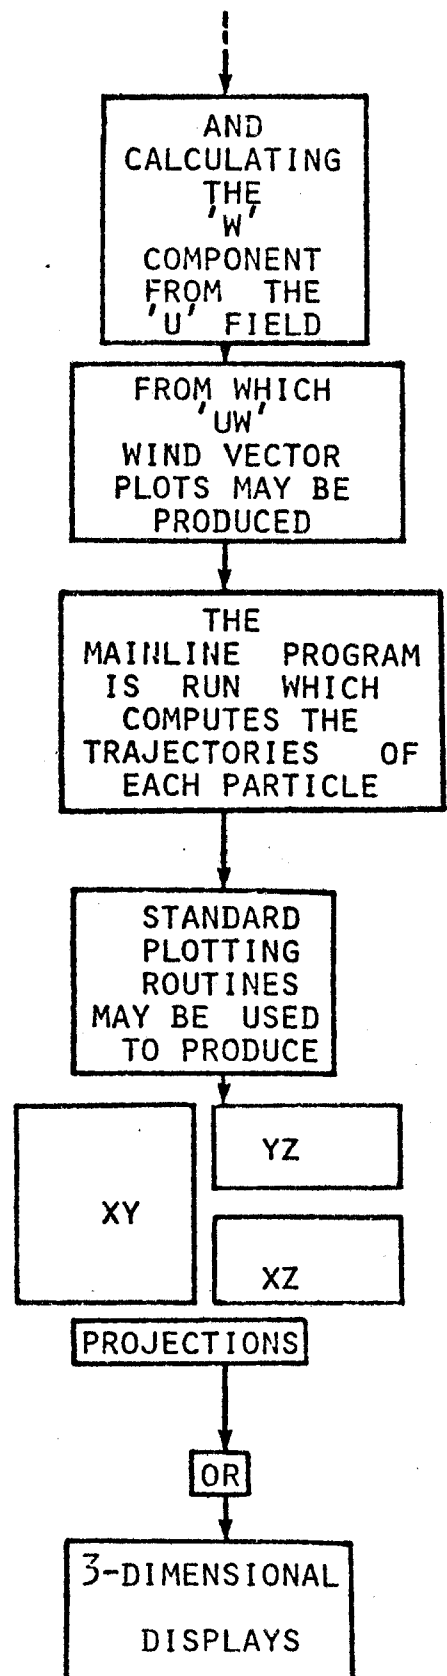 AND
CALCULATING
THE
'W'
COMPONENT
FROM THE
'U' FIELD
FROM WHICH
'UW'
WIND VECTOR
PLOTS MAY BE
PRODUCED
THE
MAINLINE PROGRAM
IS RUN WHICH
COMPUTES THE
TRAJECTORIES OF
EACH PARTICLE
STANDARD
PLOTTING
ROUTINES
MAY BE USED
TO PRODUCE
YZ
XY
XZ
PROJECTIONS
OR
3-DIMENSIONAL
DISPLAYS